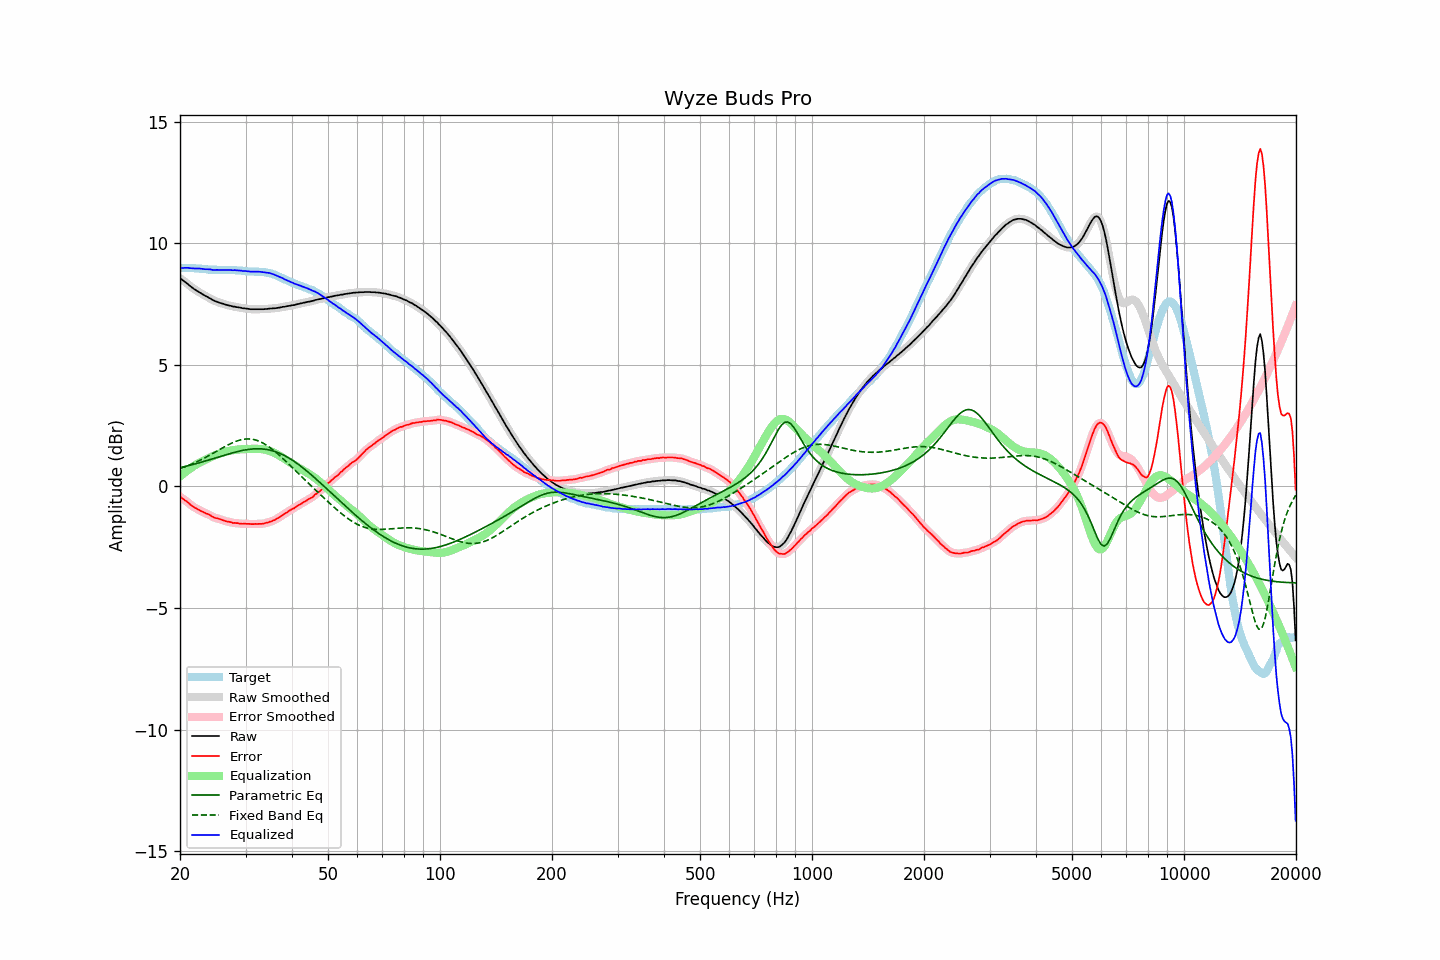 Wyze Buds Pro
15
10
5
0
−5
−10
−15
Amplitude (dBr)
Target
Raw Smoothed
Error Smoothed
Raw
Error
Equalization
Parametric Eq
Fixed Band Eq
Equalized
20 50 100 200 500 1000 2000 5000 10000 20000
Frequency (Hz)